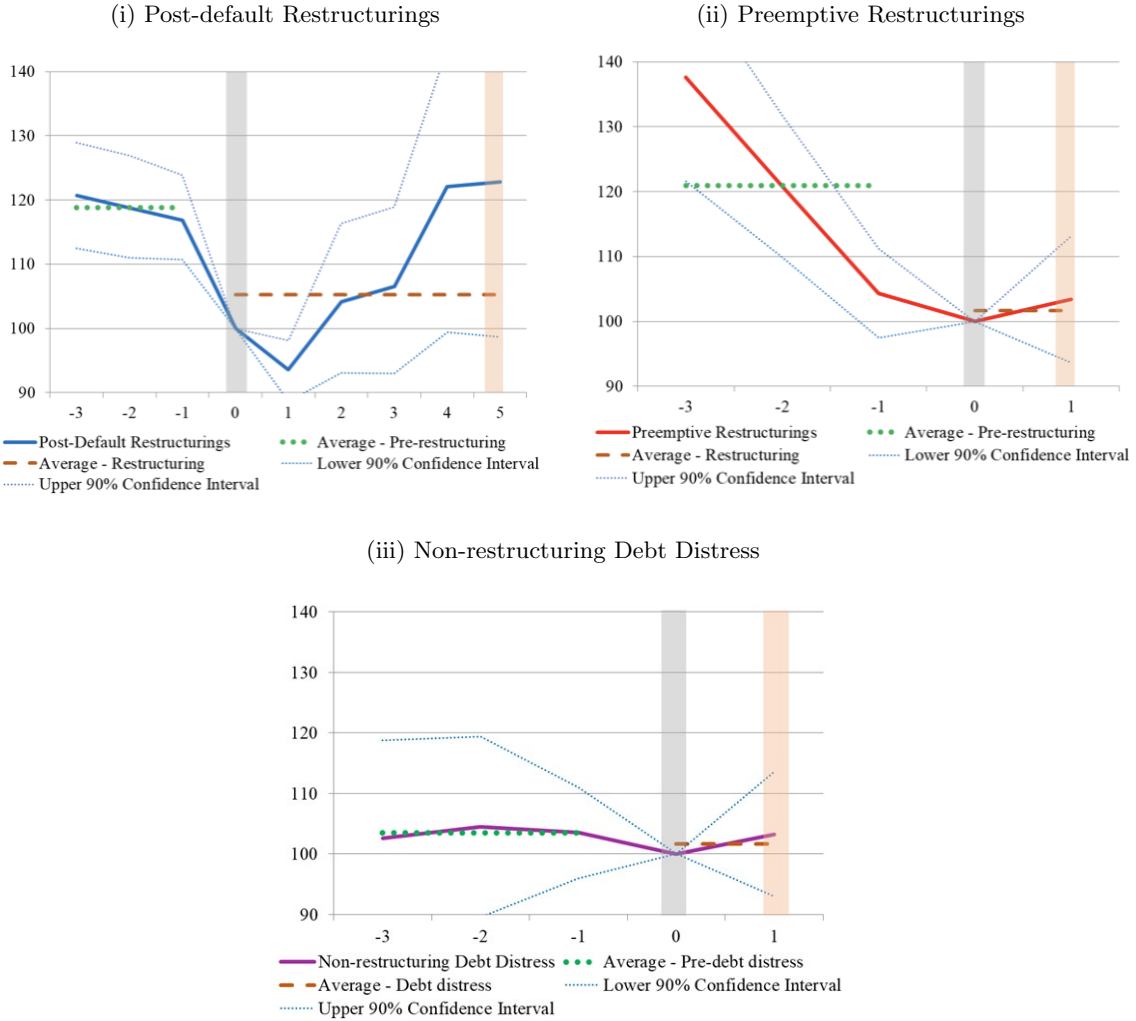 (i) Post-default Restructurings
140
130
120
110
100
90
-3 -2 -1 0 1 2 3 4 5
Post-Default Restructurings Average - Pre-restructuring
Average - Restructuring Lower 90% Confidence Interval
Upper 90% Confidence Interval
(ii) Preemptive Restructurings
140
130
120
110
100
90
-3 -2 -1 0 1
Preemptive Restructurings Average - Pre-restructuring
Average - Restructuring Lower 90% Confidence Interval
Upper 90% Confidence Interval
(iii) Non-restructuring Debt Distress
140
130
120
110
100
90
-3 -2 -1 0 1
Non-restructuring Debt Distress Average - Pre-debt distress
Average - Debt distress Lower 90% Confidence Interval
Upper 90% Confidence Interval